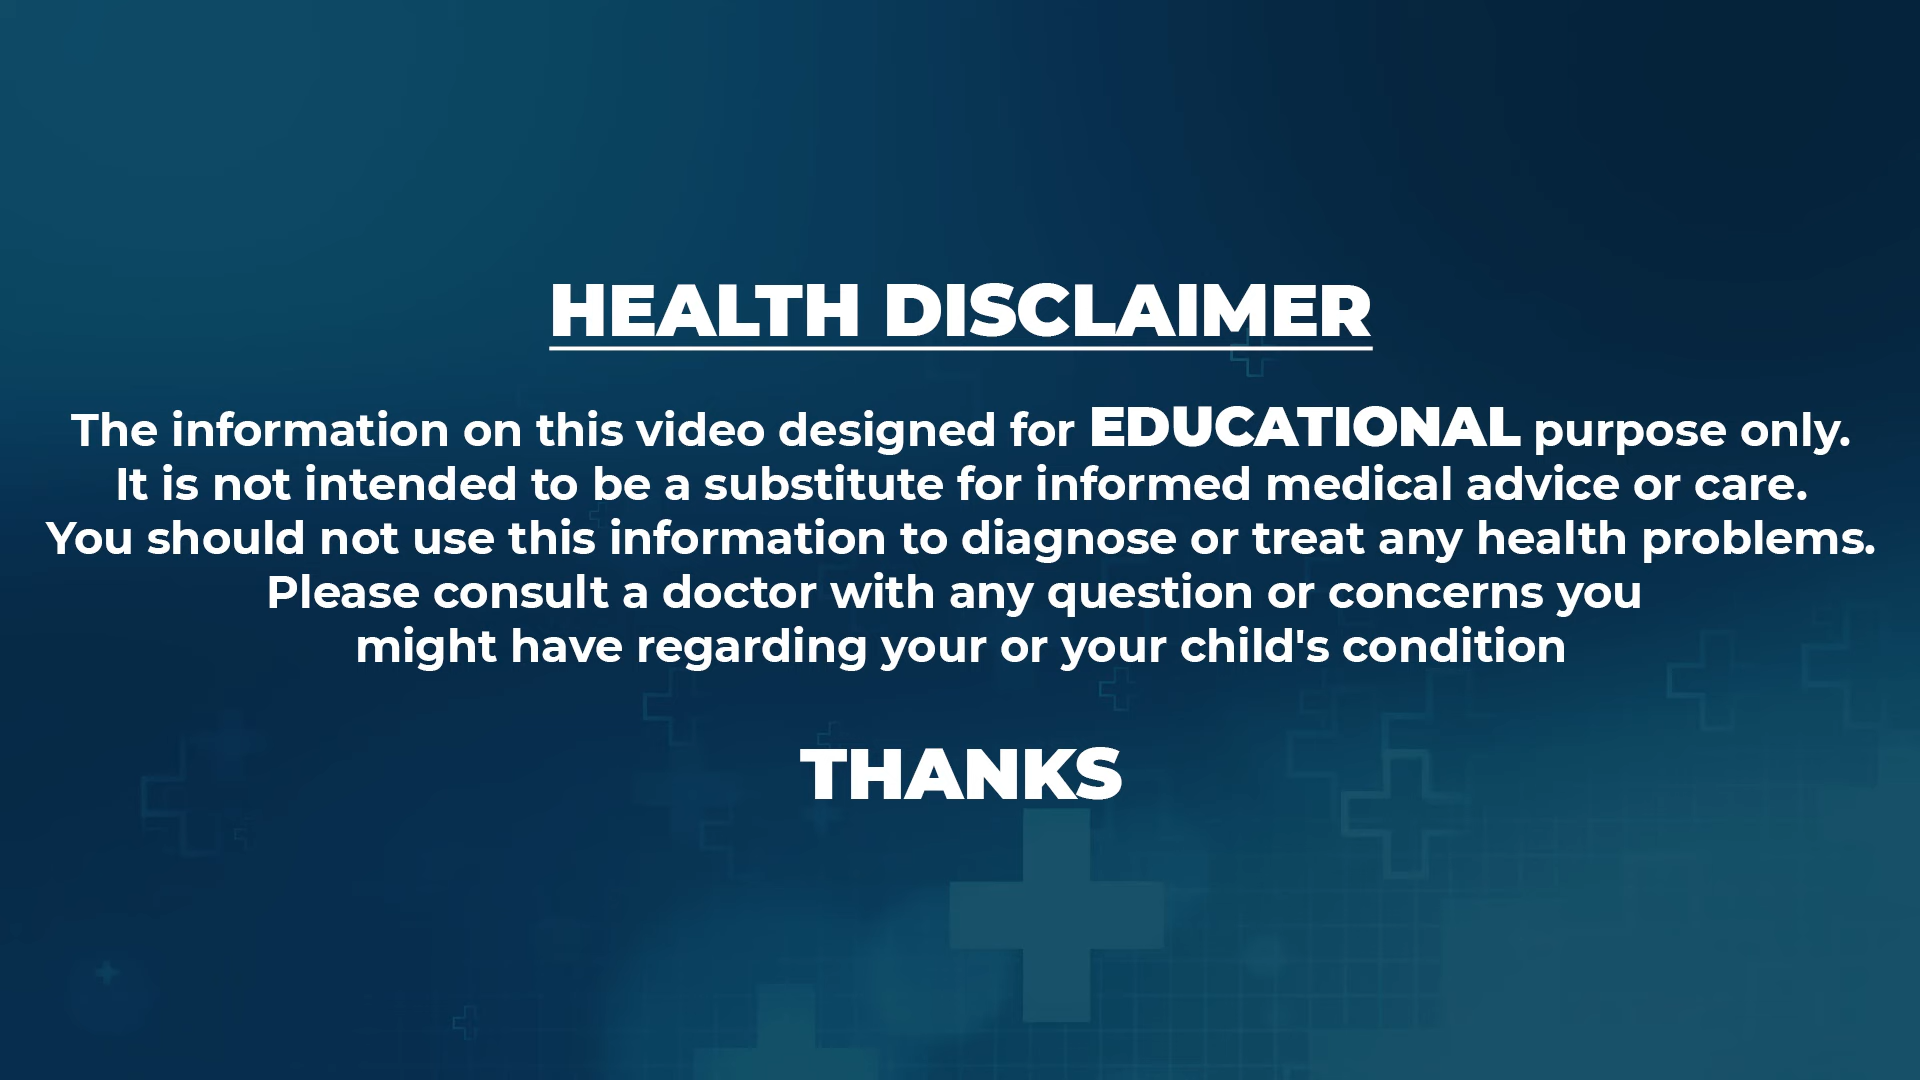 HEALTH DISCLAIMER
The information on this video designed for EDUCATIONAL purpose only.
It is not intended to be a substitute for informed medical advice or care.
You should not use this information to diagnose or treat any health problems.
Please consult a doctor with any question or concerns you
might have regarding your or your child's condition
THANKS